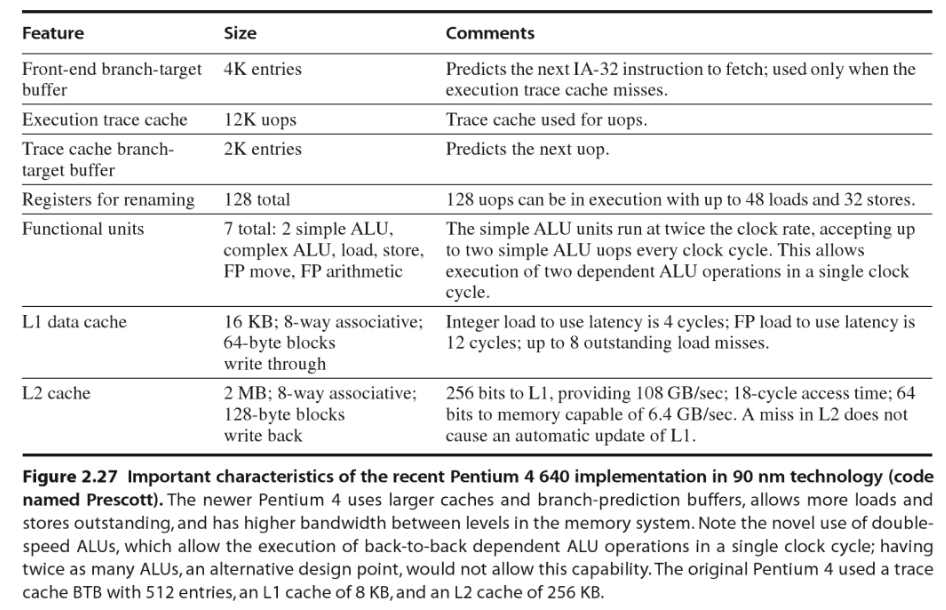 Feature Size Comments
Front-end branch-target 4K entries Predicts the next IA-32 instruction to fetch; used only when the
buffer execution trace cache misses.
Execution trace cache 12K uops Trace cache used for uops.
Trace cache branch- 2K entries Predicts the next uop.
target buffer
Registers for renaming 128 total 128 uops can be in execution with up to 48 loads and 32 stores.
Functional units 7 total: 2 simple ALU, The simple ALU units run at twice the clock rate, accepting up
complex ALU, load, store, to two simple ALU uops every clock cycle. This allows
FP move, FP arithmetic execution of two dependent ALU operations in a single clock
cycle.
L1 data cache 16 KB; 8-way associative; Integer load to use latency is 4 cycles; FP load to use latency is
64-byte blocks 12 cycles; up to 8 outstanding load misses.
write through
L2 cache 2 MB; 8-way associative; 256 bits to L1, providing 108 GB/sec; 18-cycle access time; 64
128-byte blocks bits to memory capable of 6.4 GB/sec. A miss in L2 does not
write back cause an automatic update of L1.
Figure 2.27 Important characteristics of the recent Pentium 4 640 implementation in 90 nm technology (code
named Prescott). The newer Pentium 4 uses larger caches and branch-prediction buffers, allows more loads and
stores outstanding, and has higher bandwidth between levels in the memory system. Note the novel use of double-
speed ALUs, which allow the execution of back-to-back dependent ALU operations in a single clock cycle; having
twice as many ALUs, an alternative design point, would not allow this capability. The original Pentium 4 used a trace
cache BTB with 512 entries, an L1 cache of 8 KB, and an L2 cache of 256 KB.